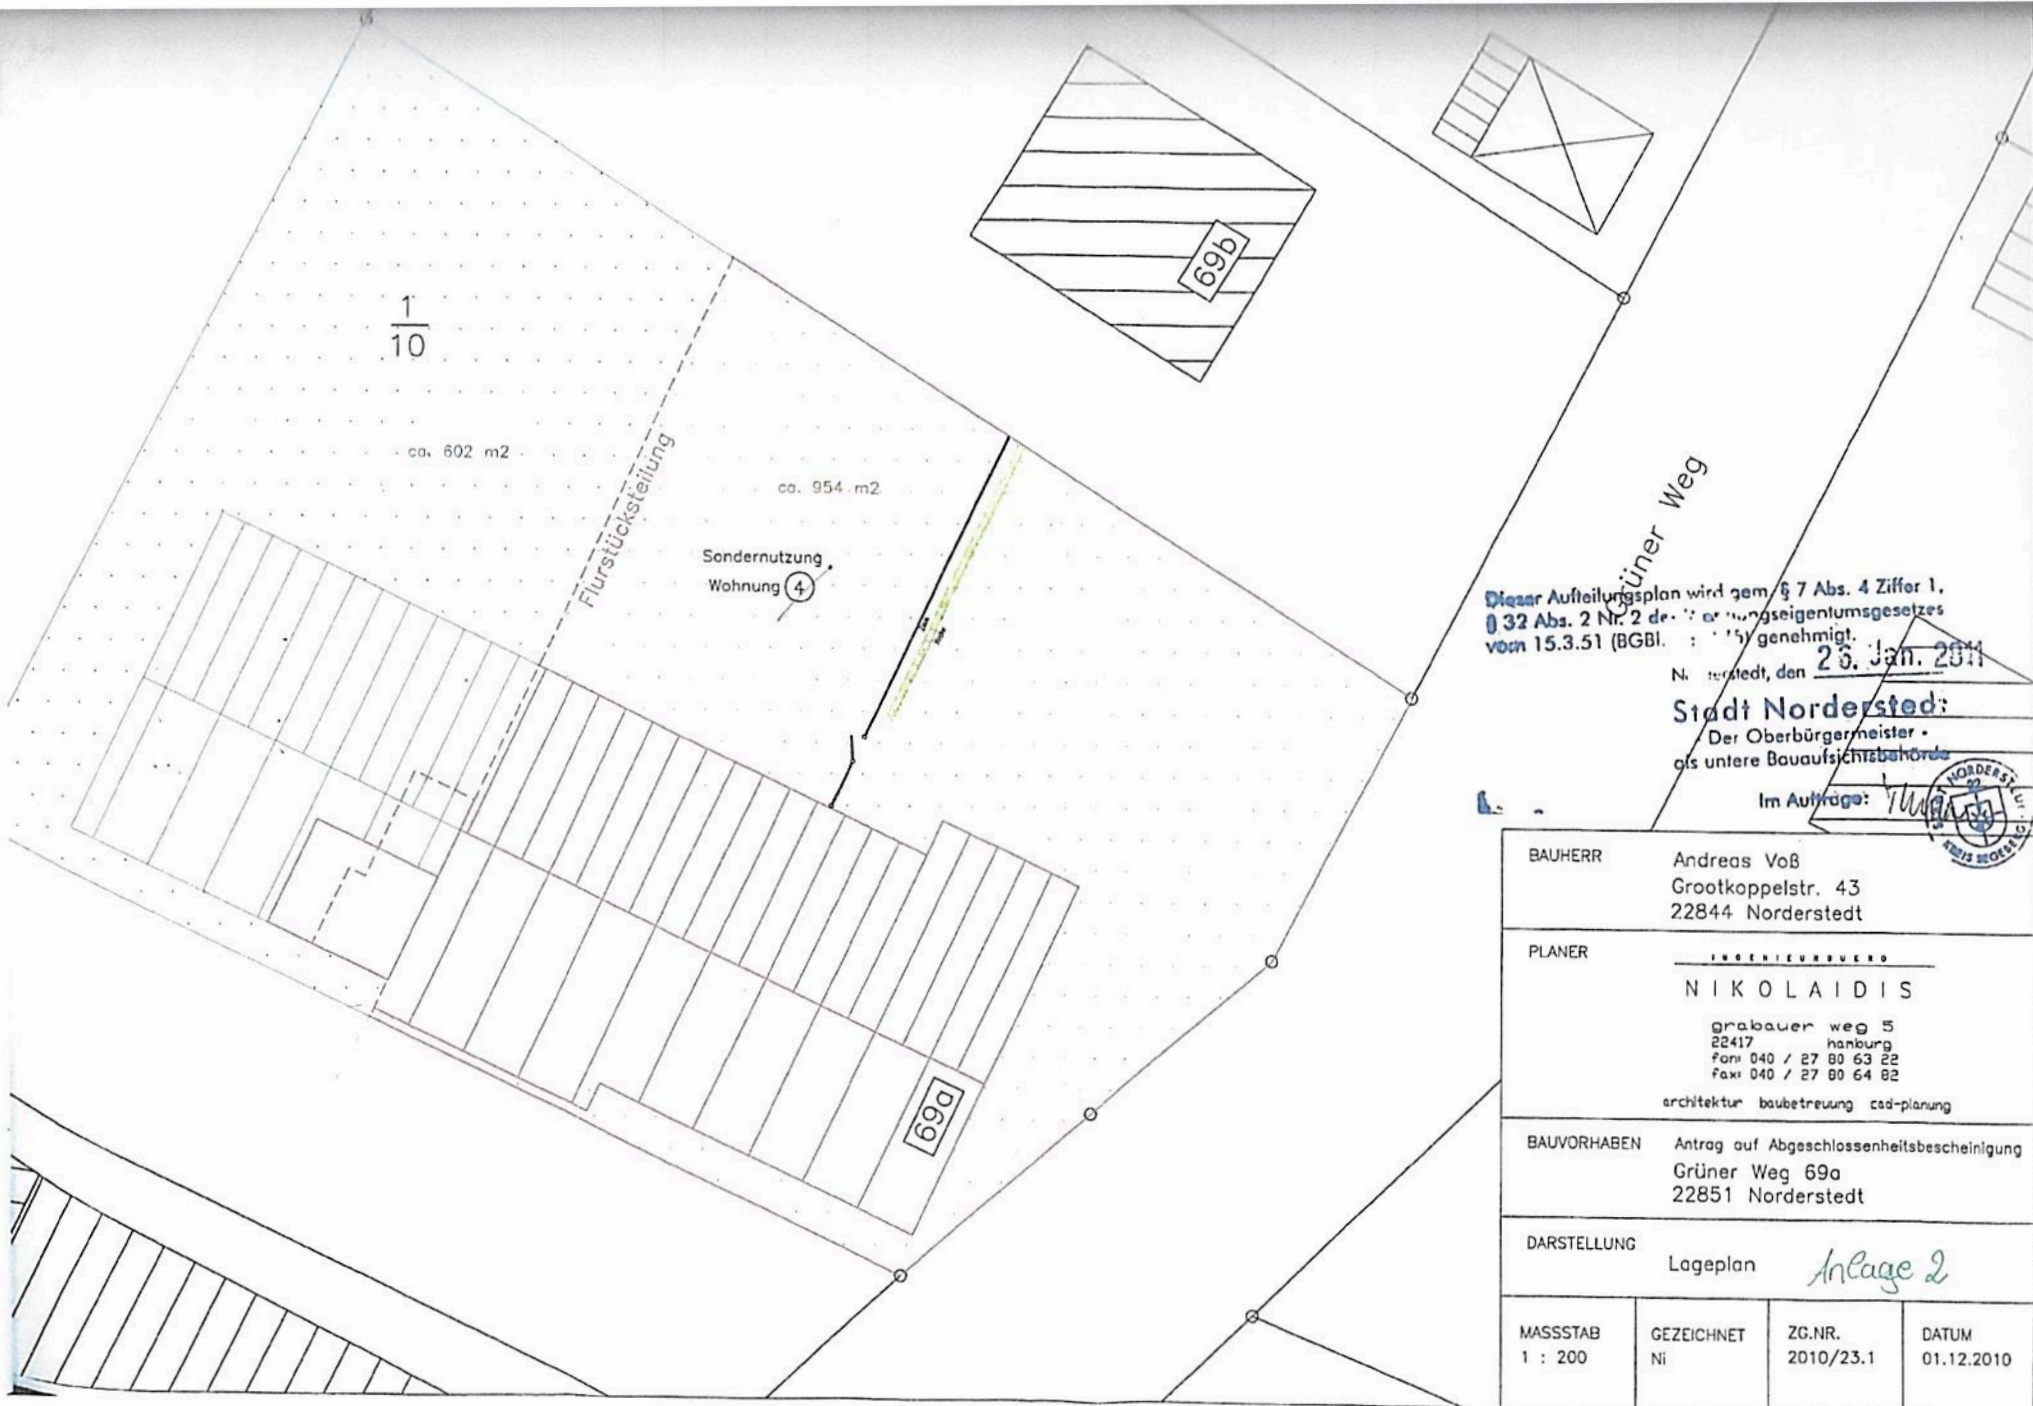 1
10
ca. 602 m2
Flurstücksteilung
ca. 954 m2
Sondernutzung
Wohnung 4
69b
69a
Grüner Weg
Dieser Aufteilungsplan wird gem. § 7 Abs. 4 Ziffer 1,
§ 32 Abs. 2 Nr. 2 des ungseigentumsgesetzes
vom 15.3.51 (BGBl. genehmigt.
den 26. Jan. 2011
Stadt Norderstedt
Der Oberbürgermeister
als untere Bauaufsichtsbehörde
Im Auftrage:
BAUHERR
Andreas Voß
Grootkoppelstr. 43
22844 Norderstedt
PLANER
INGENIEURBUERO
NIKOLAIDIS
grabauer weg 5
22417 hamburg
fon: 040 / 27 80 63 22
fax: 040 / 27 80 64 82
architektur baubetreuung cad-planung
BAUVORHABEN
Antrag auf Abgeschlossenheitsbescheinigung
Grüner Weg 69a
22851 Norderstedt
DARSTELLUNG
Lageplan Anlage 2
MASSSTAB
1 : 200
GEZEICHNET
Ni
ZG.NR.
2010/23.1
DATUM
01.12.2010